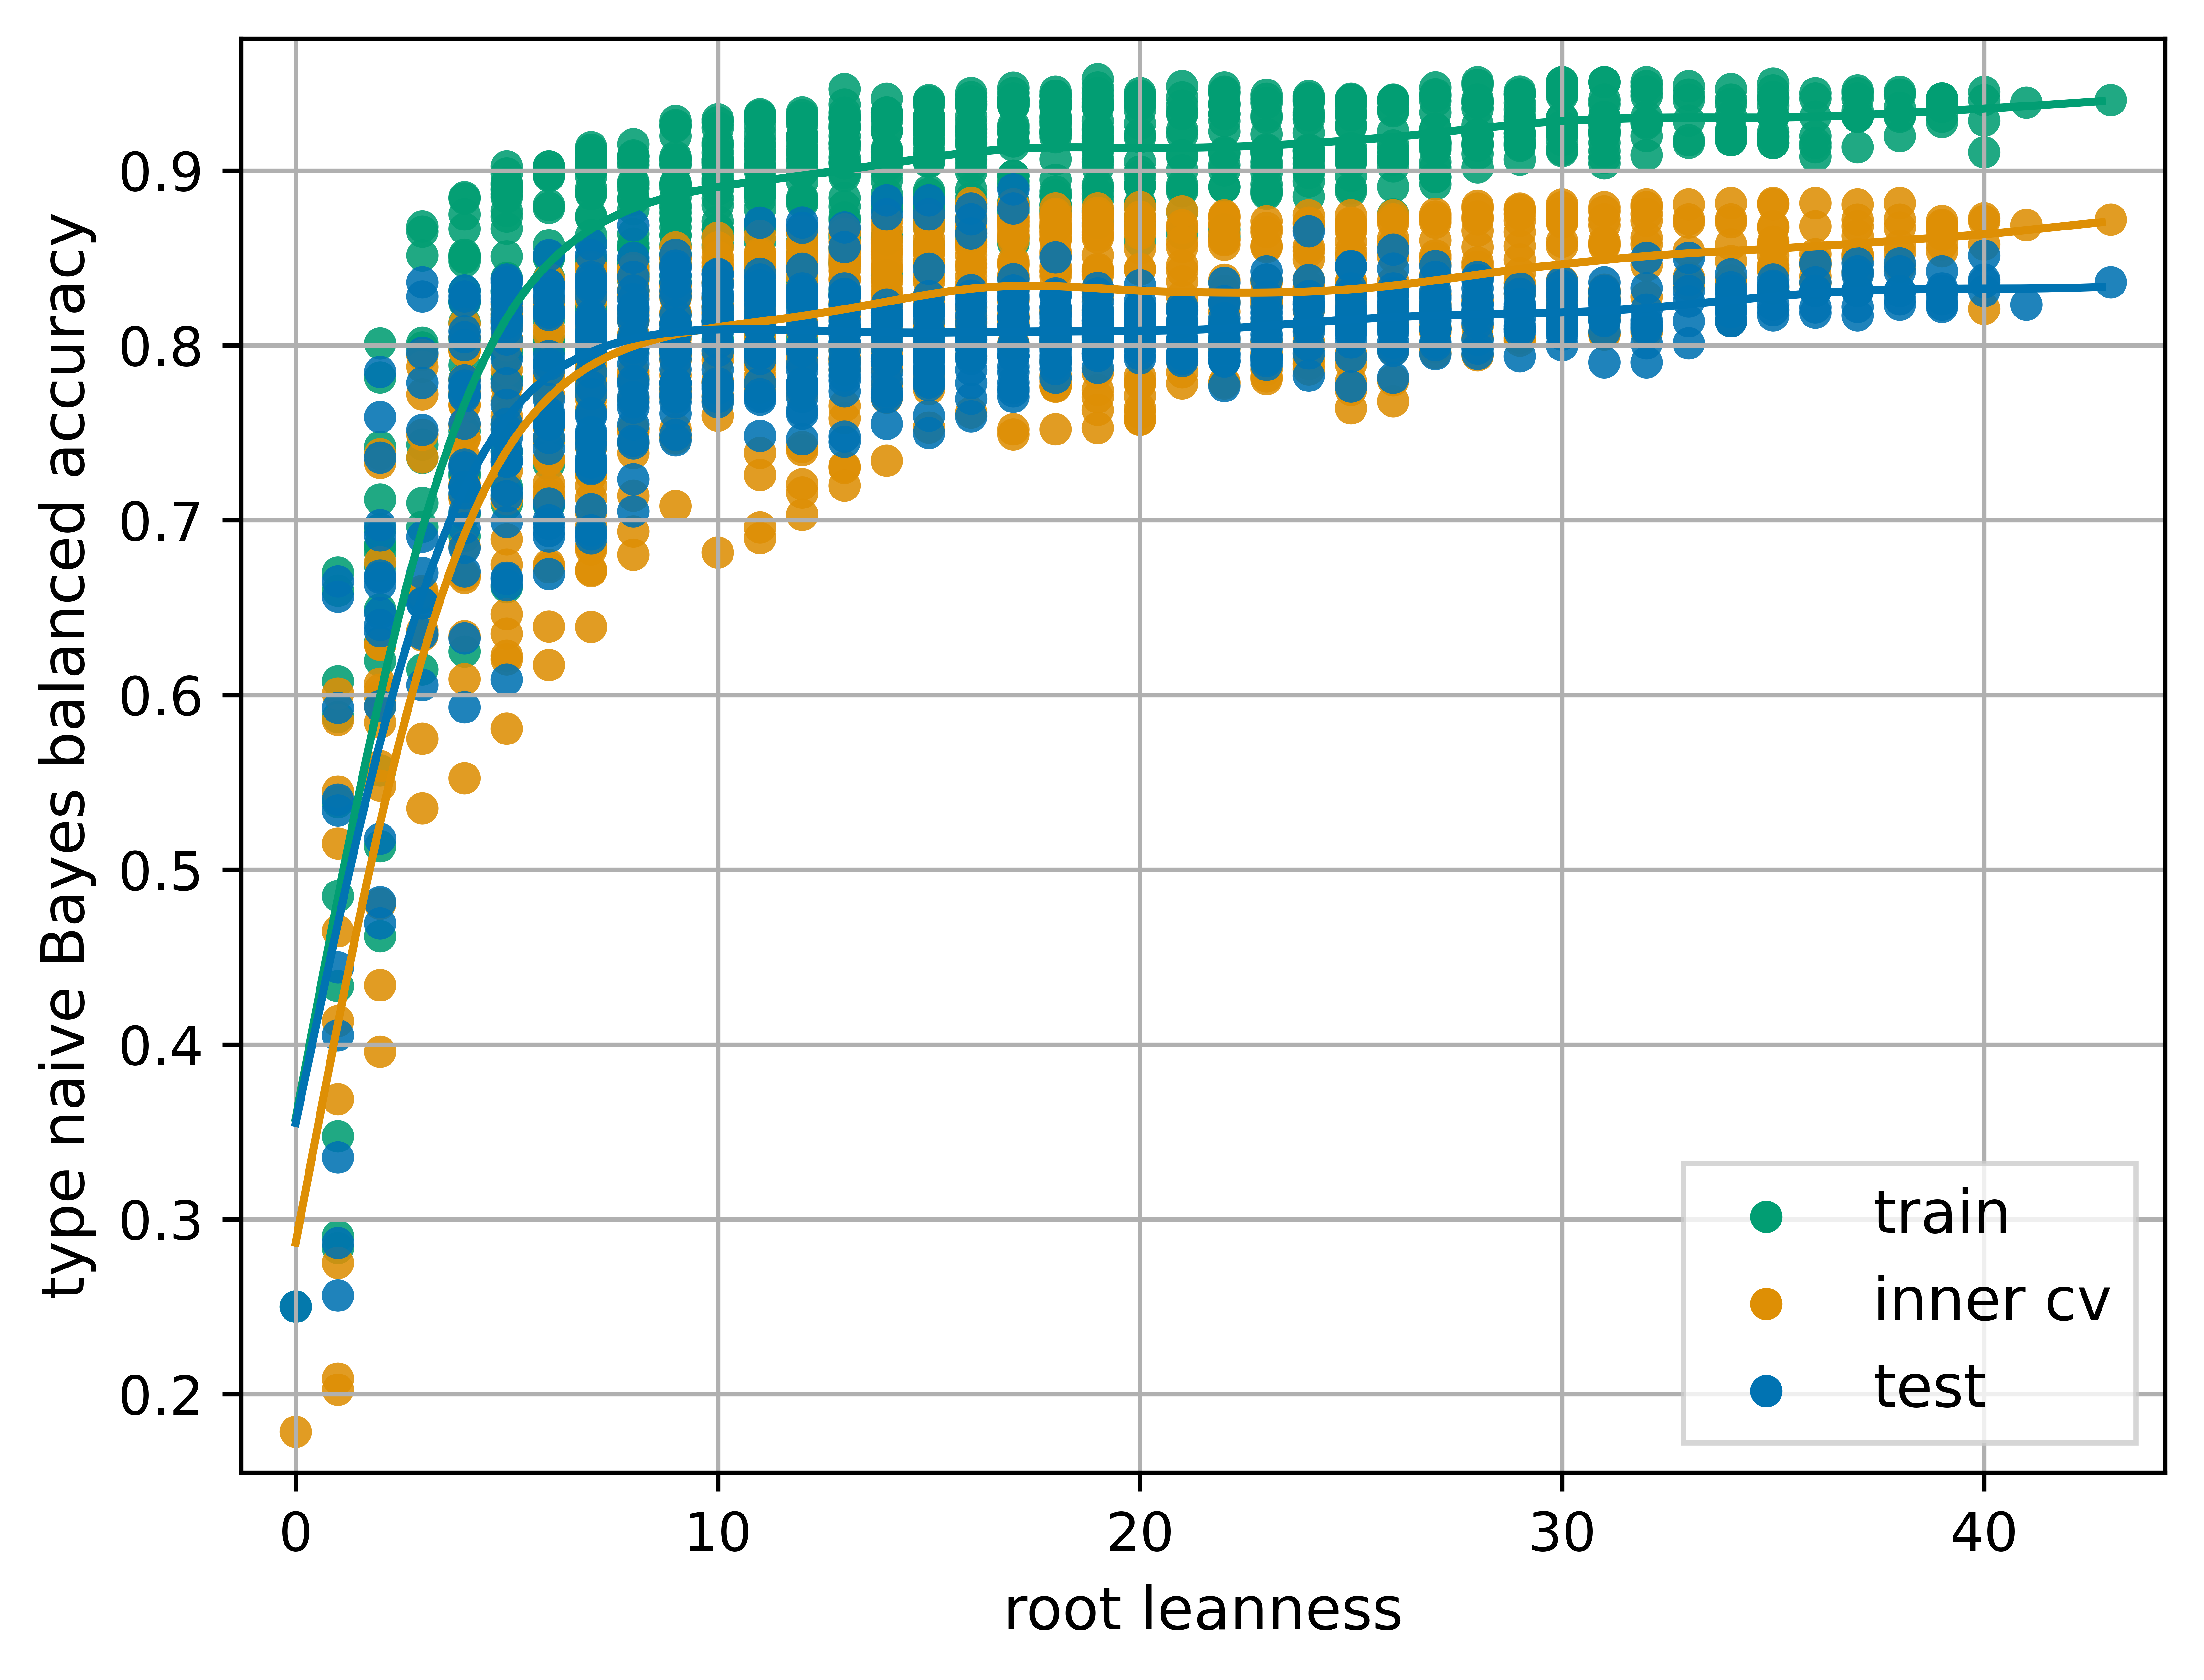 type naive Bayes balanced accuracy
0.9
0.8
0.7
0.6
0.5
0.4
0.3
0.2
0 10 20 30 40
root leanness
train
inner cv
test